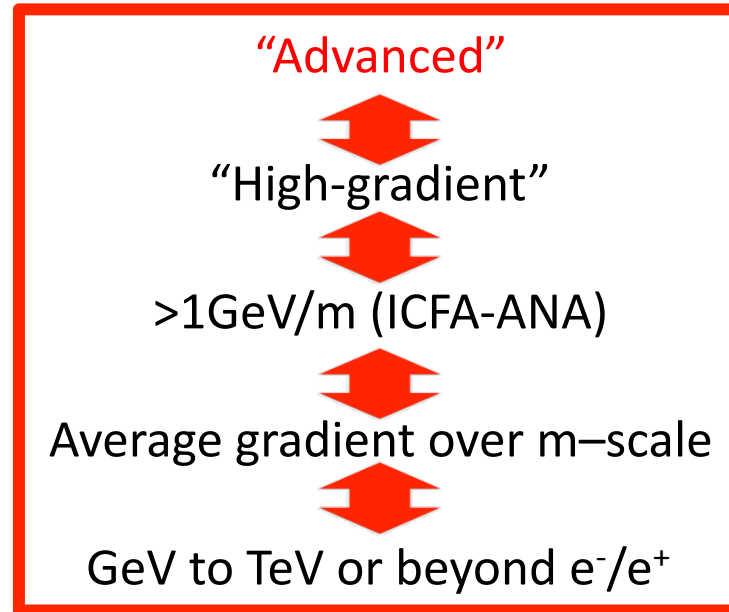 “Advanced”
“High-gradient”
>1GeV/m (ICFA-ANA)
Average gradient over m–scale
GeV to TeV or beyond e⁻/e⁺